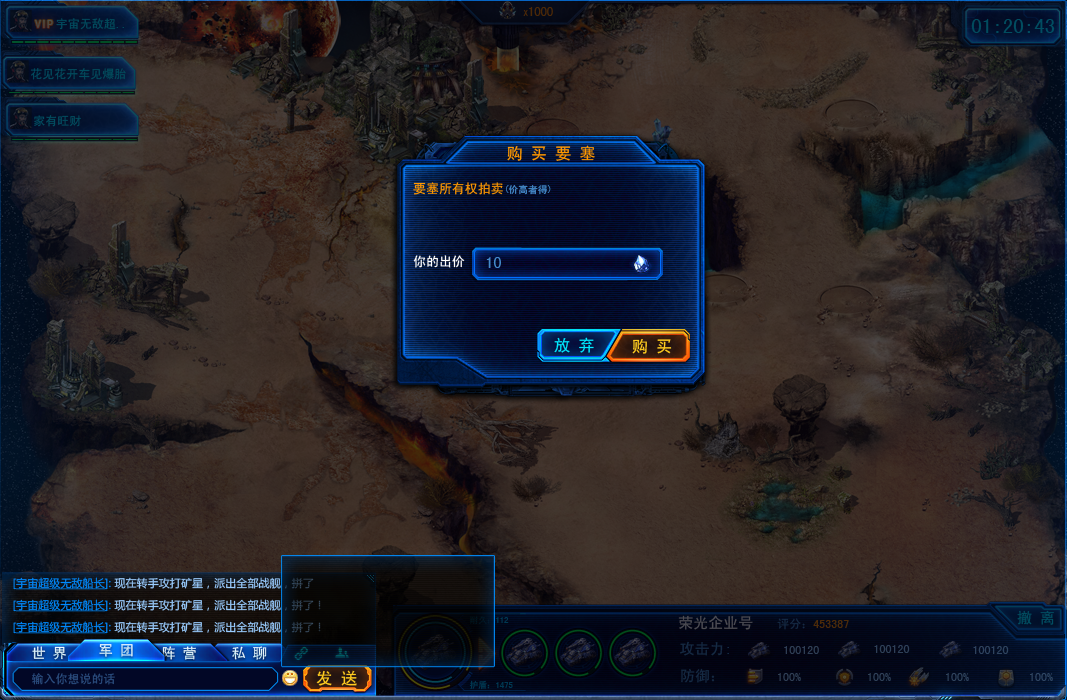 VIP 宇宙无敌超..
x1000
01:20:43
花见花开车见爆胎
家有旺财
购买要塞
要塞所有权拍卖(价高者得)
你的出价 10
放弃 购买
[宇宙超级无敌船长]: 现在转手攻打矿星，派出全部战舰，拼了
[宇宙超级无敌船长]: 现在转手攻打矿星，派出全部战舰，拼了！
[宇宙超级无敌船长]: 现在转手攻打矿星，派出全部战舰，拼了！
世界 军团 阵营 私聊
输入你想说的话 发送
护盾: 1475
荣光企业号 评分: 453387
撤离
攻击力: 100120 100120 100120
防御: 100% 100% 100% 100%